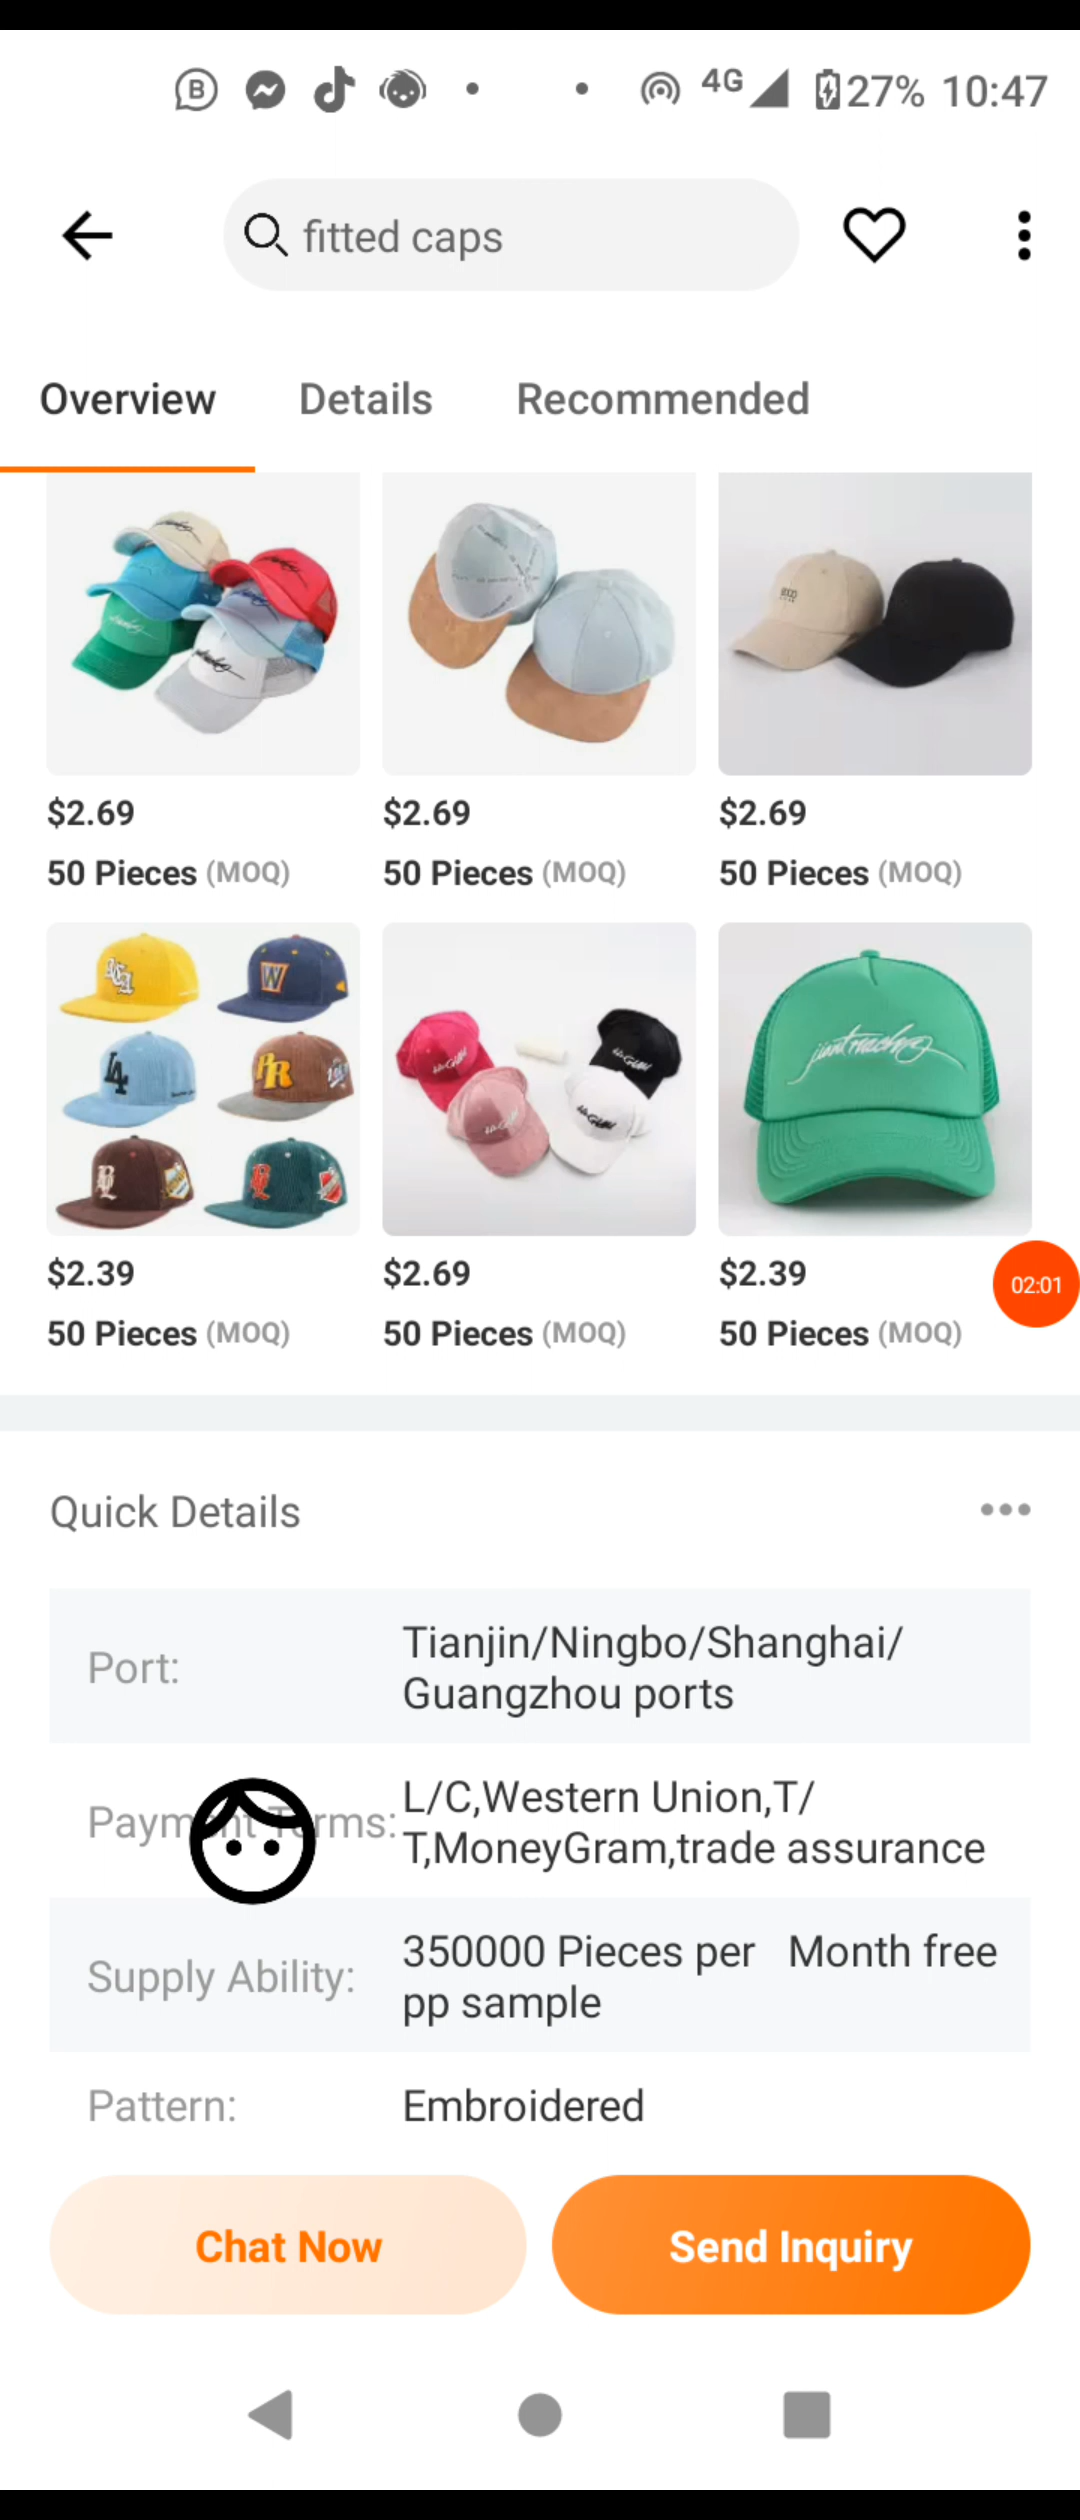 4G 27% 10:47
fitted caps
Overview Details Recommended
$2.69 $2.69 $2.69
50 Pieces (MOQ) 50 Pieces (MOQ) 50 Pieces (MOQ)
$2.39 $2.69 $2.39
50 Pieces (MOQ) 50 Pieces (MOQ) 50 Pieces (MOQ)
02:01
Quick Details
Port: Tianjin/Ningbo/Shanghai/
Guangzhou ports
Payment Terms: L/C,Western Union,T/
T,MoneyGram,trade assurance
Supply Ability: 350000 Pieces per Month free
pp sample
Pattern: Embroidered
Chat Now Send Inquiry